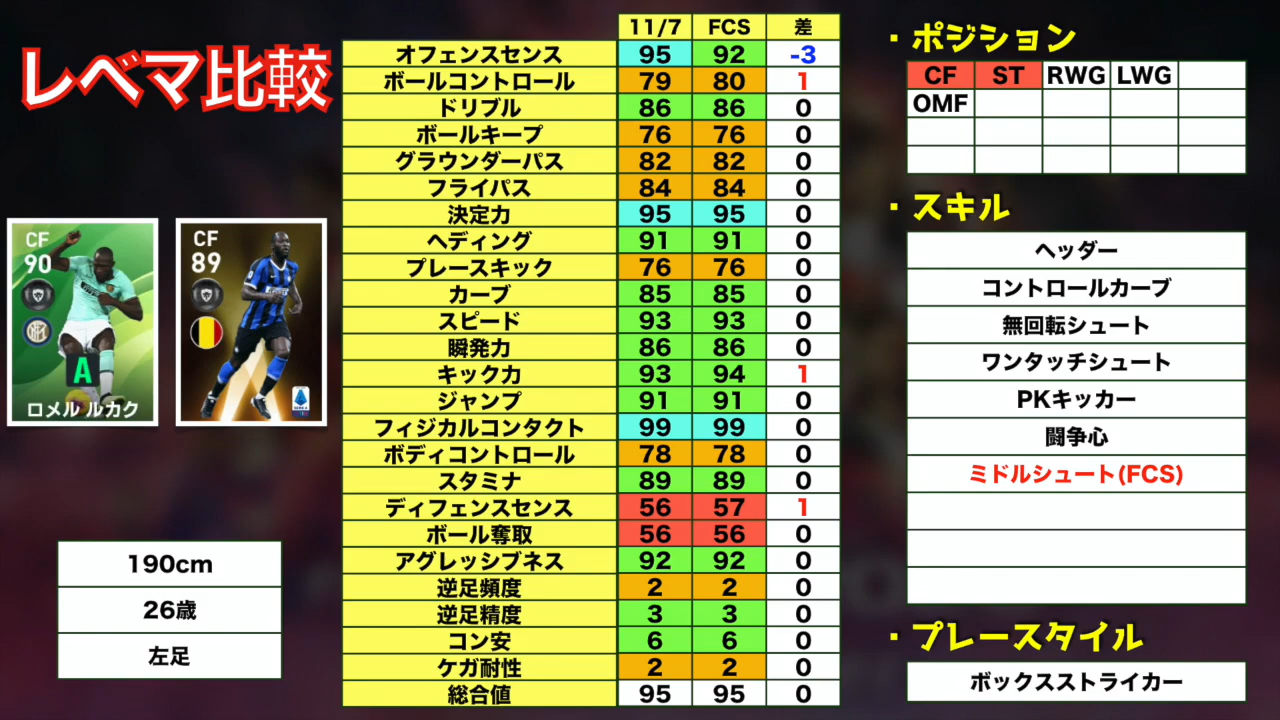 レベマ比較
CF
90
A
ロメル ルカク
CF
89
SERIE A
190cm
26歳
左足
11/7 FCS 差
オフェンスセンス 95 92 -3
ボールコントロール 79 80 1
ドリブル 86 86 0
ボールキープ 76 76 0
グラウンダーパス 82 82 0
フライパス 84 84 0
決定力 95 95 0
ヘディング 91 91 0
プレースキック 76 76 0
カーブ 85 85 0
スピード 93 93 0
瞬発力 86 86 0
キック力 93 94 1
ジャンプ 91 91 0
フィジカルコンタクト 99 99 0
ボディコントロール 78 78 0
スタミナ 89 89 0
ディフェンスセンス 56 57 1
ボール奪取 56 56 0
アグレッシブネス 92 92 0
逆足頻度 2 2 0
逆足精度 3 3 0
コン安 6 6 0
ケガ耐性 2 2 0
総合値 95 95 0
・ポジション
CF ST RWG LWG
OMF
・スキル
ヘッダー
コントロールカーブ
無回転シュート
ワンタッチシュート
PKキッカー
闘争心
ミドルシュート(FCS)
・プレースタイル
ボックスストライカー